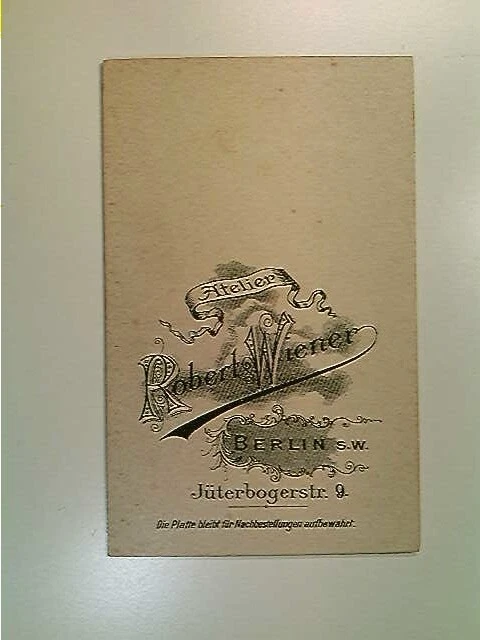 Atelier
Robert Wiener
BERLIN S.W.
Jüterbogerstr. 9.
Die Platte bleibt für Nachbestellungen aufbewahrt.